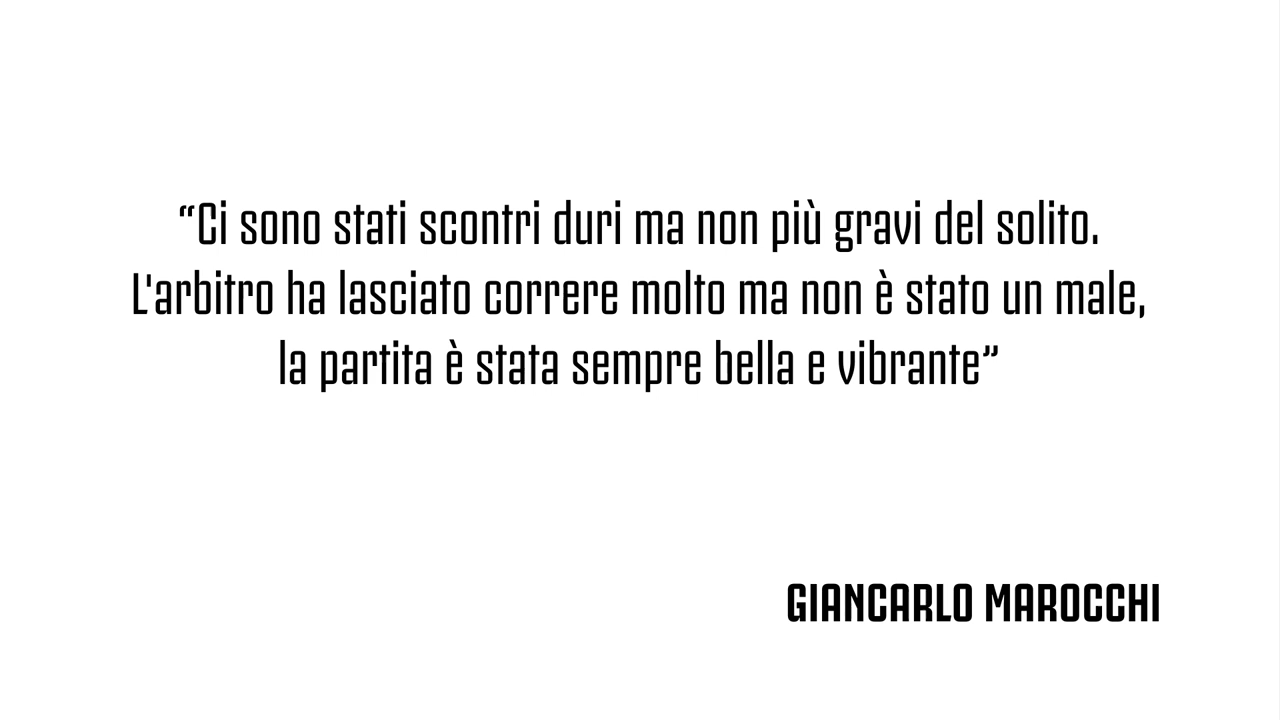 “Ci sono stati scontri duri ma non più gravi del solito.
L'arbitro ha lasciato correre molto ma non è stato un male,
la partita è stata sempre bella e vibrante”
GIANCARLO MAROCCHI